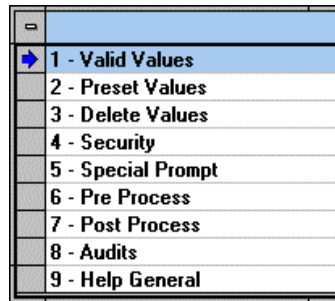 1 - Valid Values
2 - Preset Values
3 - Delete Values
4 - Security
5 - Special Prompt
6 - Pre Process
7 - Post Process
8 - Audits
9 - Help General